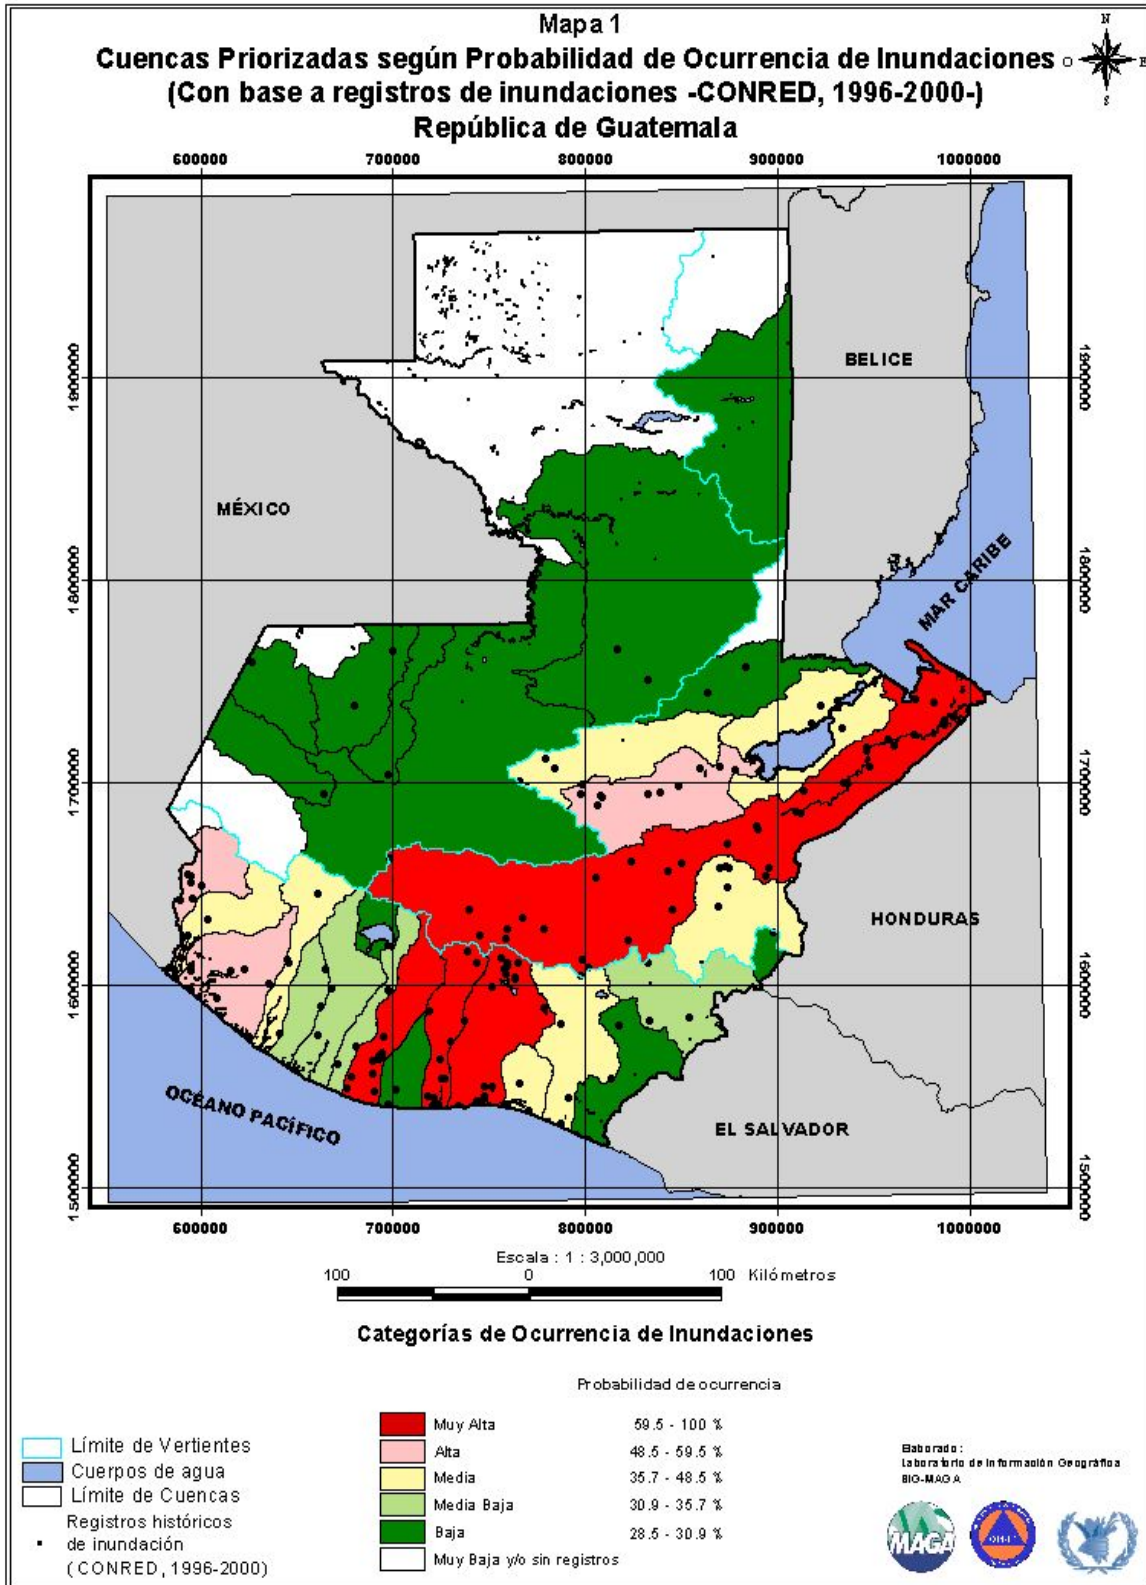 Mapa 1
Cuencas Priorizadas según Probabilidad de Ocurrencia de Inundaciones
(Con base a registros de inundaciones -CONRED, 1996-2000-)
República de Guatemala
N
O
E
S
600000 700000 800000 900000 1000000
1900000
1900000
BELICE
MÉXICO
MAR CARIBE
1800000
1800000
1700000
1700000
HONDURAS
1600000
1600000
OCÉANO PACÍFICO
EL SALVADOR
1500000
1500000
600000 700000 800000 900000 1000000
Escala : 1 : 3,000,000
100 0 100 Kilómetros
Categorías de Ocurrencia de Inundaciones
Probabilidad de ocurrencia
Muy Alta 59.5 - 100 %
Alta 48.5 - 59.5 %
Media 35.7 - 48.5 %
Media Baja 30.9 - 35.7 %
Baja 28.5 - 30.9 %
Muy Baja y/o sin registros
Límite de Vertientes
Cuerpos de agua
Límite de Cuencas
Registros históricos
de inundación
(CONRED, 1996-2000)
Elaborado :
Laboratorio de Información Geográfica
BIG-MAGA
MAGA